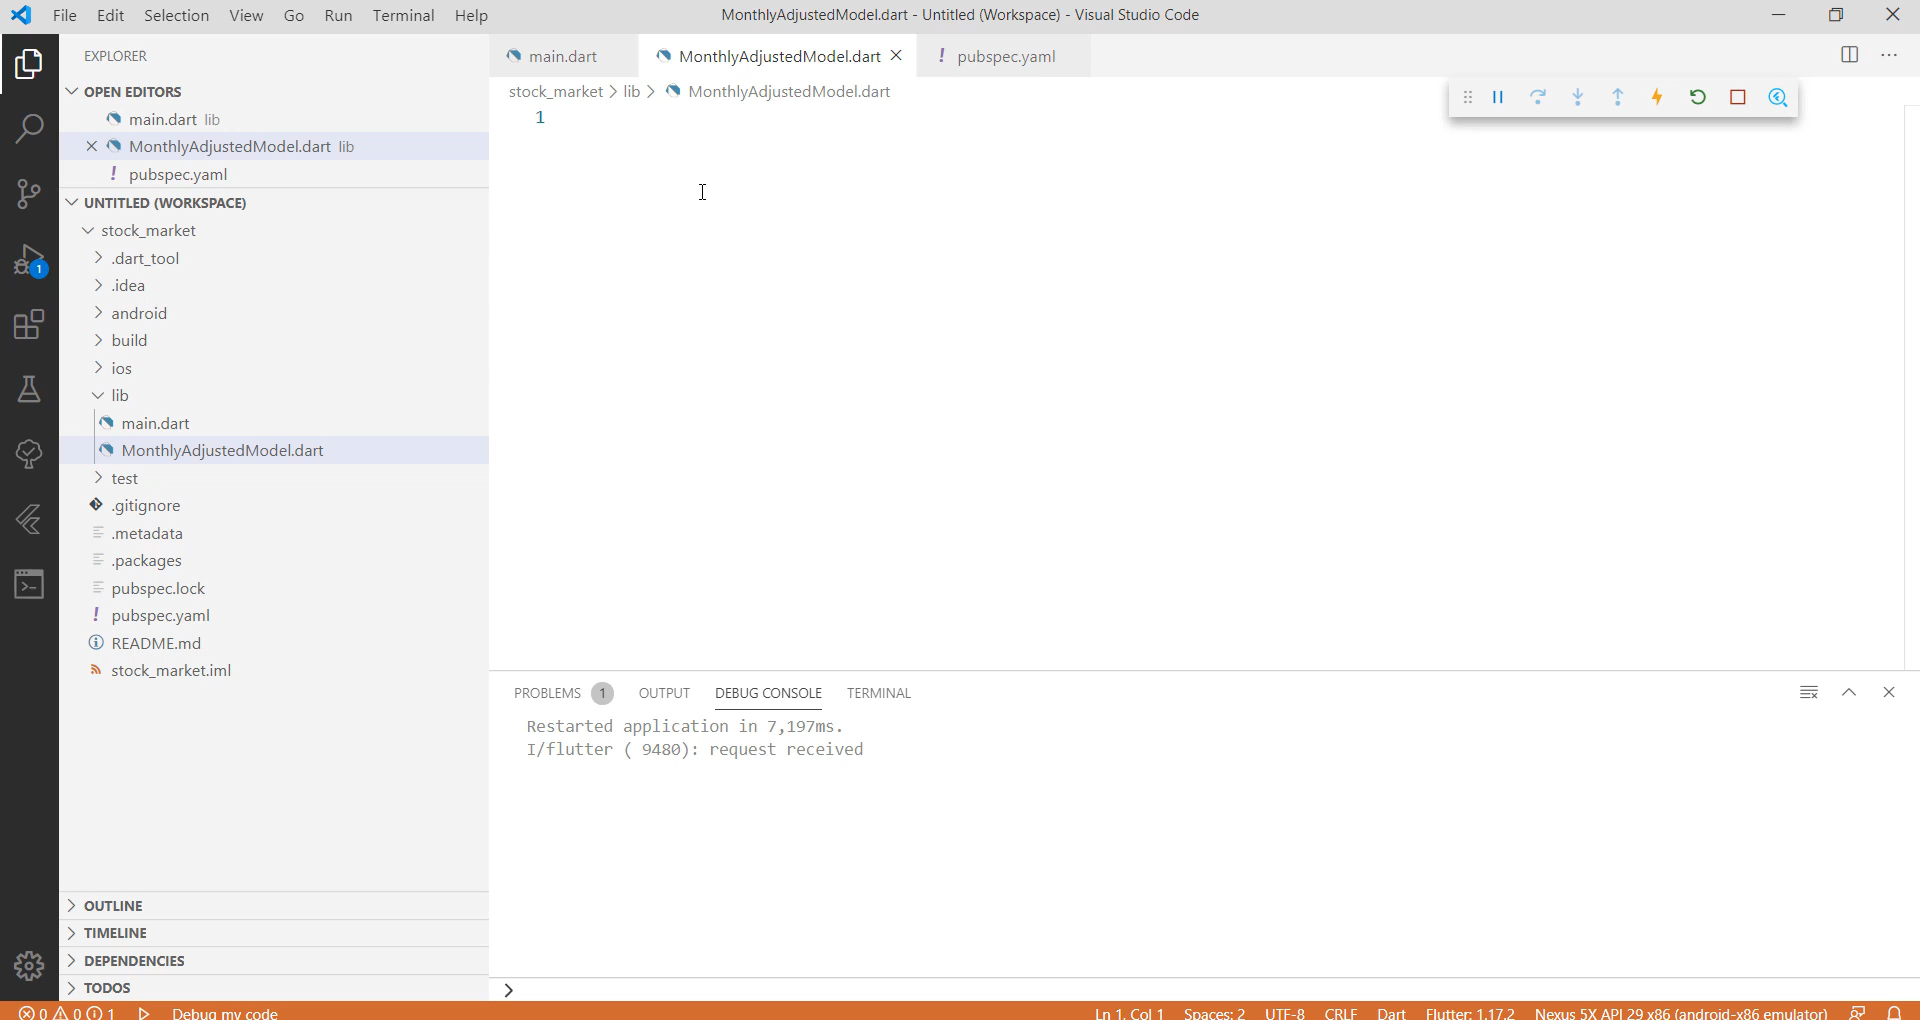 File Edit Selection View Go Run Terminal Help
MonthlyAdjustedModel.dart - Untitled (Workspace) - Visual Studio Code
EXPLORER
OPEN EDITORS
main.dart lib
MonthlyAdjustedModel.dart lib
! pubspec.yaml
UNTITLED (WORKSPACE)
stock_market
.dart_tool
.idea
android
build
ios
lib
main.dart
MonthlyAdjustedModel.dart
test
.gitignore
.metadata
.packages
pubspec.lock
! pubspec.yaml
README.md
stock_market.iml
OUTLINE
TIMELINE
DEPENDENCIES
TODOS
1
main.dart
MonthlyAdjustedModel.dart
! pubspec.yaml
stock_market > lib > MonthlyAdjustedModel.dart
1
PROBLEMS 1 OUTPUT DEBUG CONSOLE TERMINAL
Restarted application in 7,197ms.
I/flutter ( 9480): request received
>
0 0 1 Debug my code
Ln 1, Col 1 Spaces: 2 UTF-8 CRLF Dart Flutter: 1.17.2 Nexus 5X API 29 x86 (android-x86 emulator)